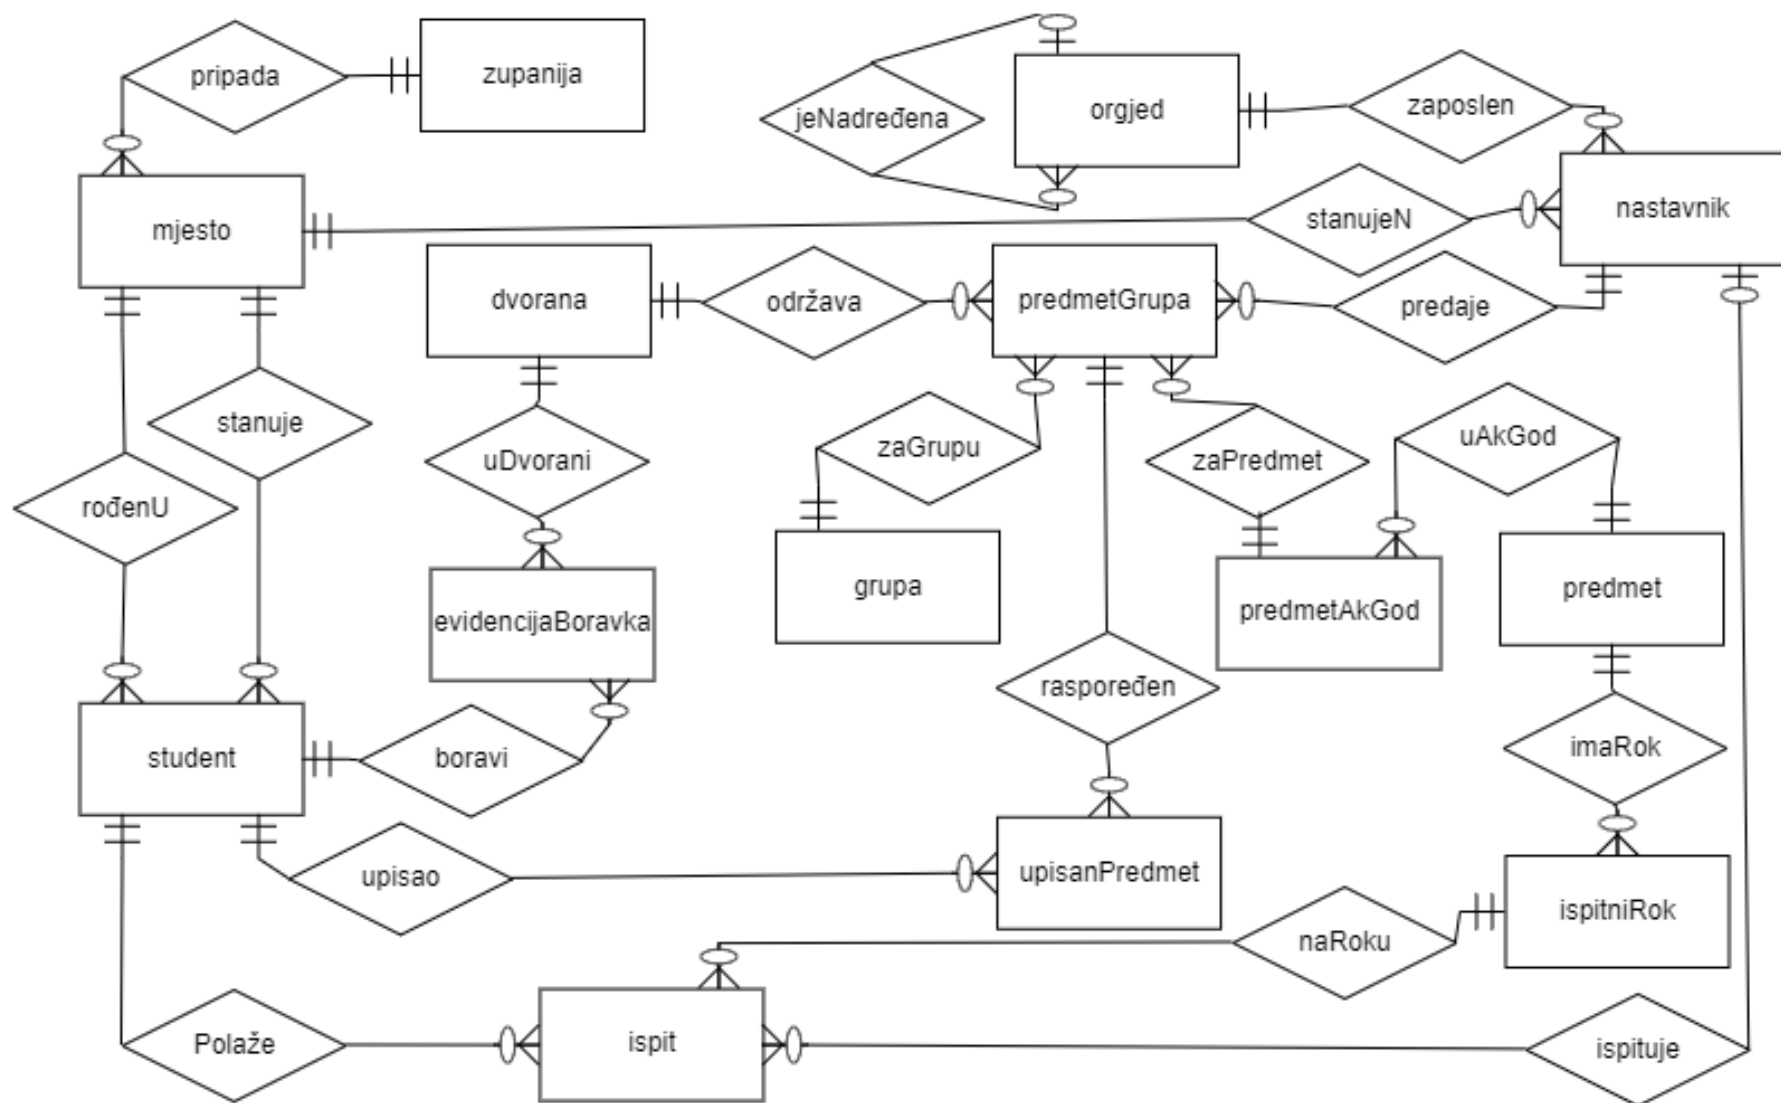 pripada
zupanija
jeNadređena
orgjed
zaposlen
mjesto
stanujeN
nastavnik
dvorana
održava
predmetGrupa
predaje
stanuje
uDvorani
zaGrupu
zaPredmet
uAkGod
rođenU
evidencijaBoravka
grupa
predmetAkGod
predmet
student
boravi
raspoređen
imaRok
upisao
upisanPredmet
ispitniRok
naRoku
Polaže
ispit
ispituje